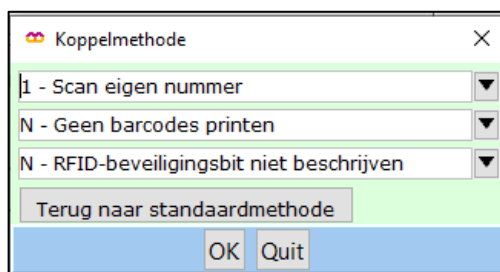 Koppelmethode
1 - Scan eigen nummer
N - Geen barcodes printen
N - RFID-beveiligingsbit niet beschrijven
Terug naar standaardmethode
OK Quit